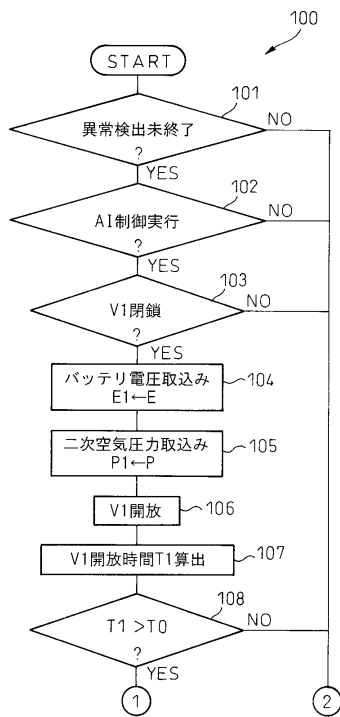 100
START
101
異常検出未終了
?
NO
YES
102
AI制御実行
?
NO
YES
103
V1閉鎖
?
NO
YES
バッテリ電圧取込み
E1←E
104
二次空気圧力取込み
P1←P
105
V1開放
106
V1開放時間T1算出
107
108
T1>T0
?
NO
YES
1
2